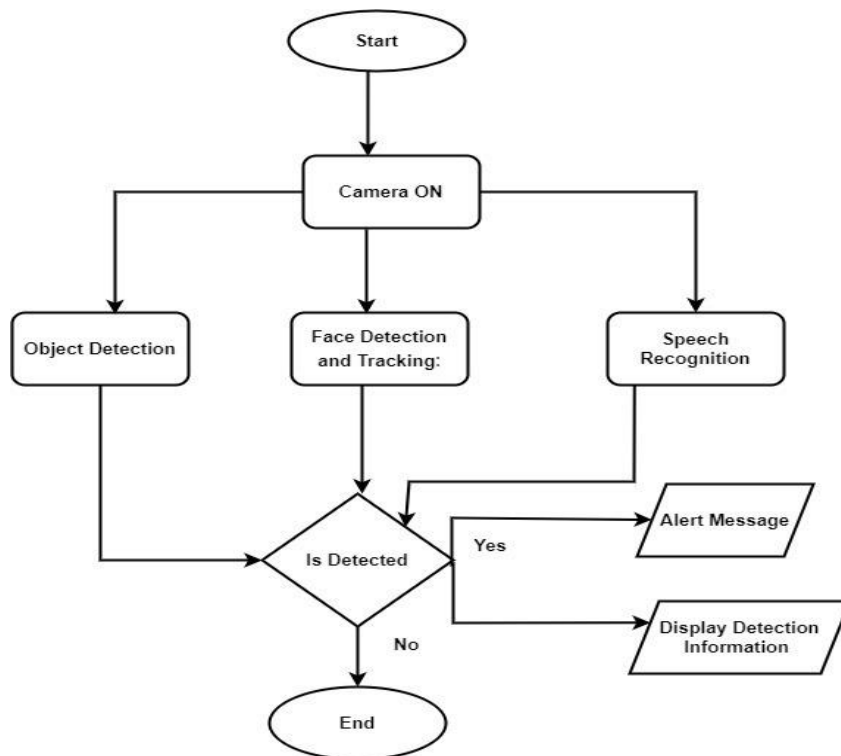 Start
Camera ON
Object Detection
Face Detection
and Tracking:
Speech
Recognition
Is Detected
Yes
Alert Message
Display Detection
Information
No
End